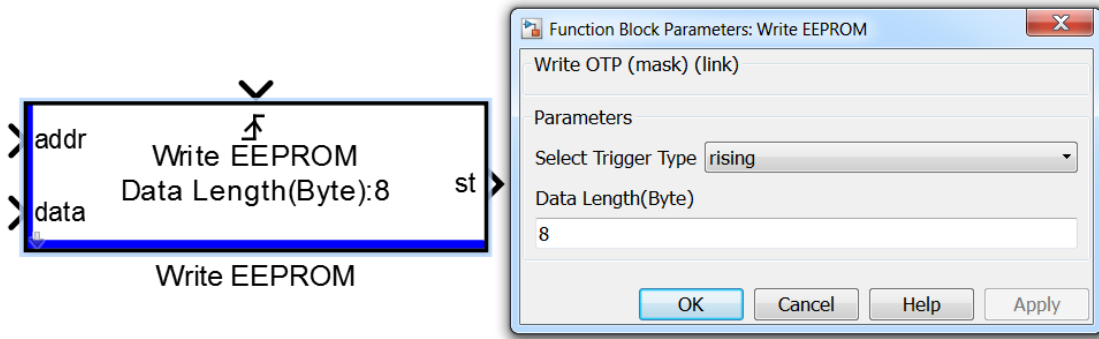 addr
data
Write EEPROM
Data Length(Byte):8
st
Write EEPROM
Function Block Parameters: Write EEPROM
Write OTP (mask) (link)
Parameters
Select Trigger Type rising
Data Length(Byte)
8
OK Cancel Help Apply